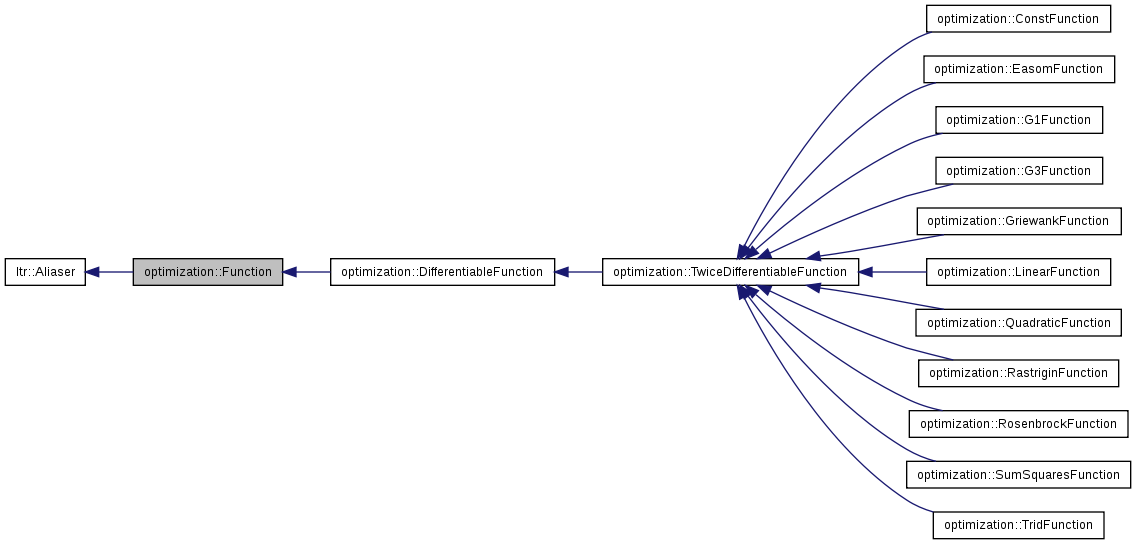 optimization::ConstFunction
optimization::EasomFunction
optimization::G1Function
optimization::G3Function
optimization::GriewankFunction
ltr::Aliaser
optimization::Function
optimization::DifferentiableFunction
optimization::TwiceDifferentiableFunction
optimization::LinearFunction
optimization::QuadraticFunction
optimization::RastriginFunction
optimization::RosenbrockFunction
optimization::SumSquaresFunction
optimization::TridFunction